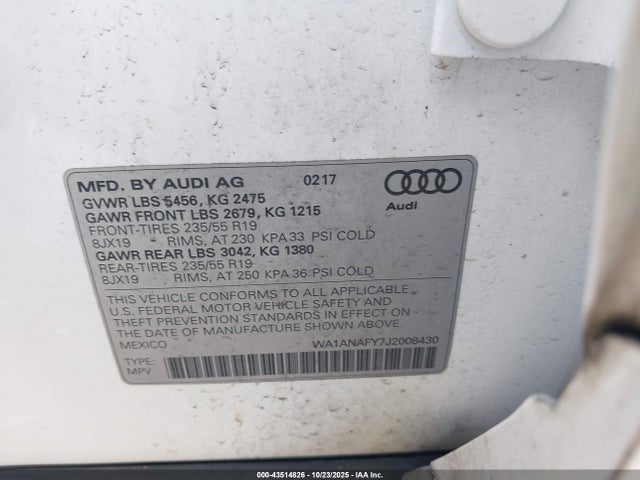 MFD. BY AUDI AG 0217
GVWR LBS 5456, KG 2475
GAWR FRONT LBS 2679, KG 1215
FRONT-TIRES 235/55 R19
8JX19 RIMS, AT 230 KPA 33 PSI COLD
GAWR REAR LBS 3042, KG 1380
REAR-TIRES 235/55 R19
8JX19 RIMS, AT 250 KPA 36 PSI COLD
Audi
THIS VEHICLE CONFORMS TO ALL APPLICABLE
U.S. FEDERAL MOTOR VEHICLE SAFETY AND
THEFT PREVENTION STANDARDS IN EFFECT ON
THE DATE OF MANUFACTURE SHOWN ABOVE.
MEXICO WA1ANAFY7J2008430
TYPE:
MPV
000-43514826 - 10/23/2025 - IAA Inc.